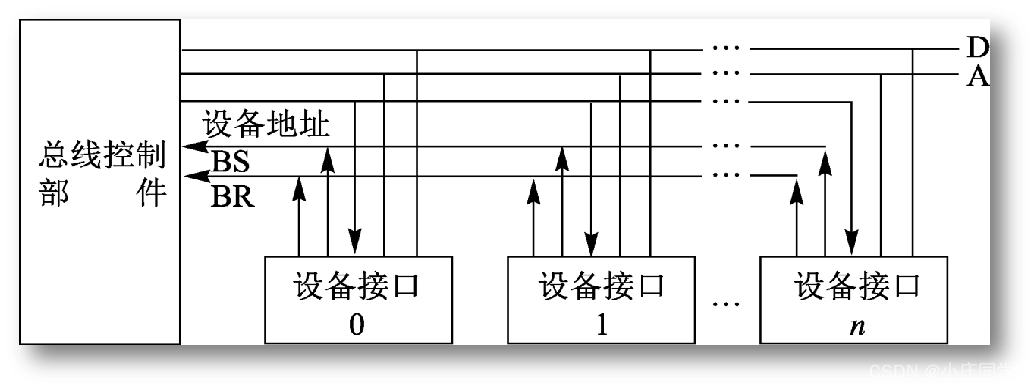 … D
… A
…
设备地址
总线控制
部 件
BS …
BR …
设备接口
0
设备接口
1
…
设备接口
n
CSDN @小庄同学